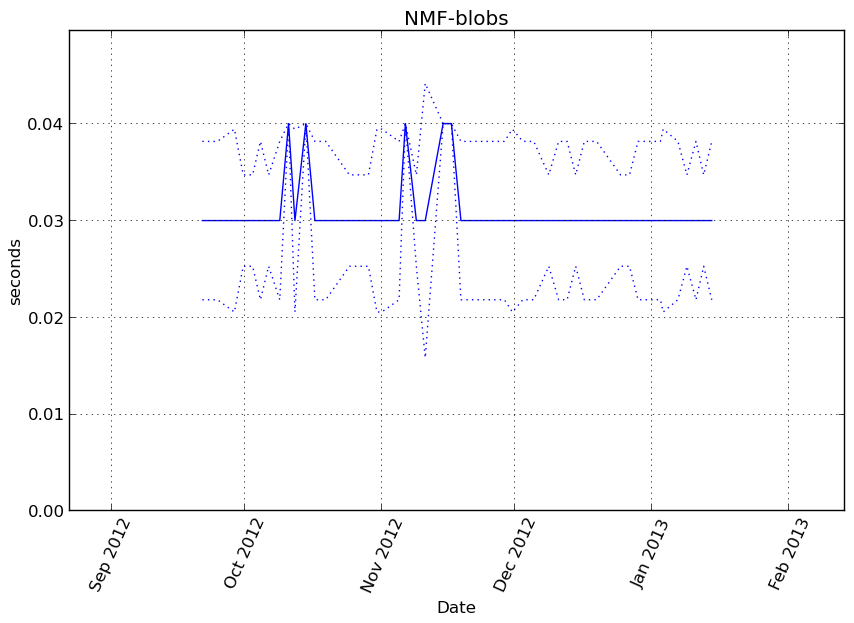 NMF-blobs
seconds
0.04
0.03
0.02
0.01
0.00
Sep 2012
Oct 2012
Nov 2012
Dec 2012
Jan 2013
Feb 2013
Date